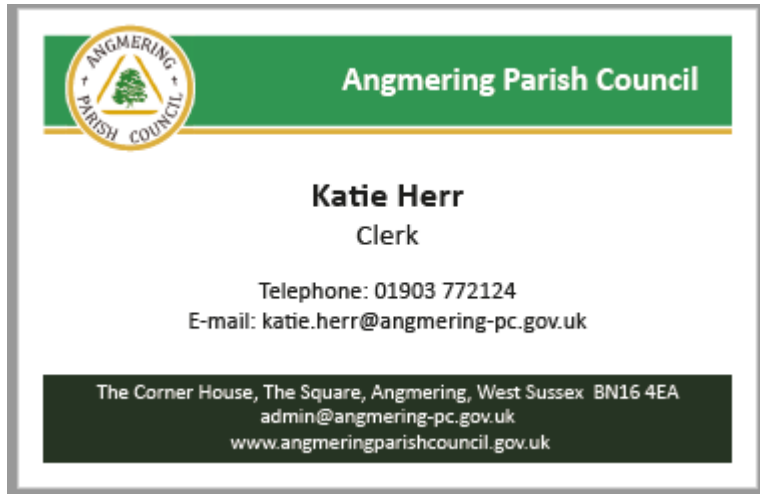 ANGMERING
PARISH COUNCIL
Angmering Parish Council
Katie Herr
Clerk
Telephone: 01903 772124
E-mail: katie.herr@angmering-pc.gov.uk
The Corner House, The Square, Angmering, West Sussex BN16 4EA
admin@angmering-pc.gov.uk
www.angmeringparishcouncil.gov.uk